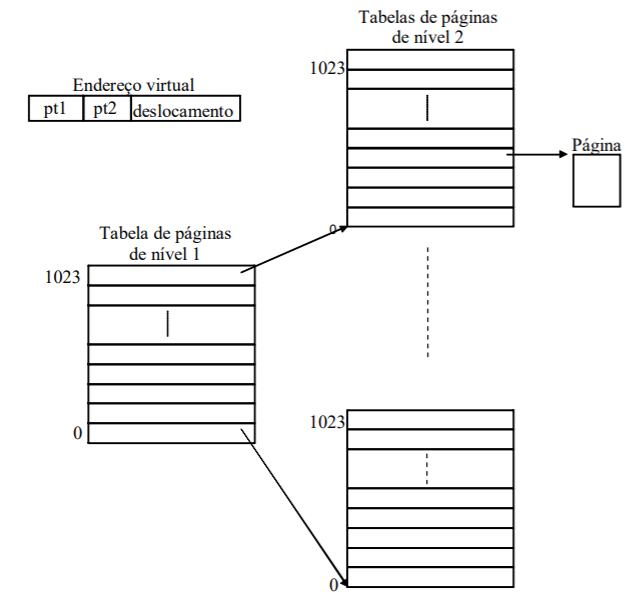 Tabelas de páginas
de nível 2
1023
Endereço virtual
pt1 pt2 deslocamento
Página
0
Tabela de páginas
de nível 1
1023
0
1023
0